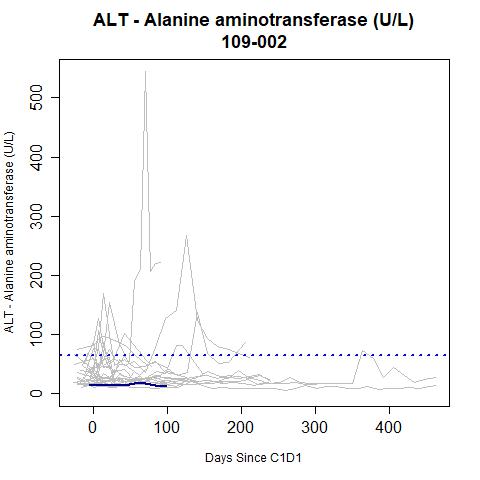 ALT - Alanine aminotransferase (U/L)
109-002
ALT - Alanine aminotransferase (U/L)
500
400
300
200
100
0
0 100 200 300 400
Days Since C1D1